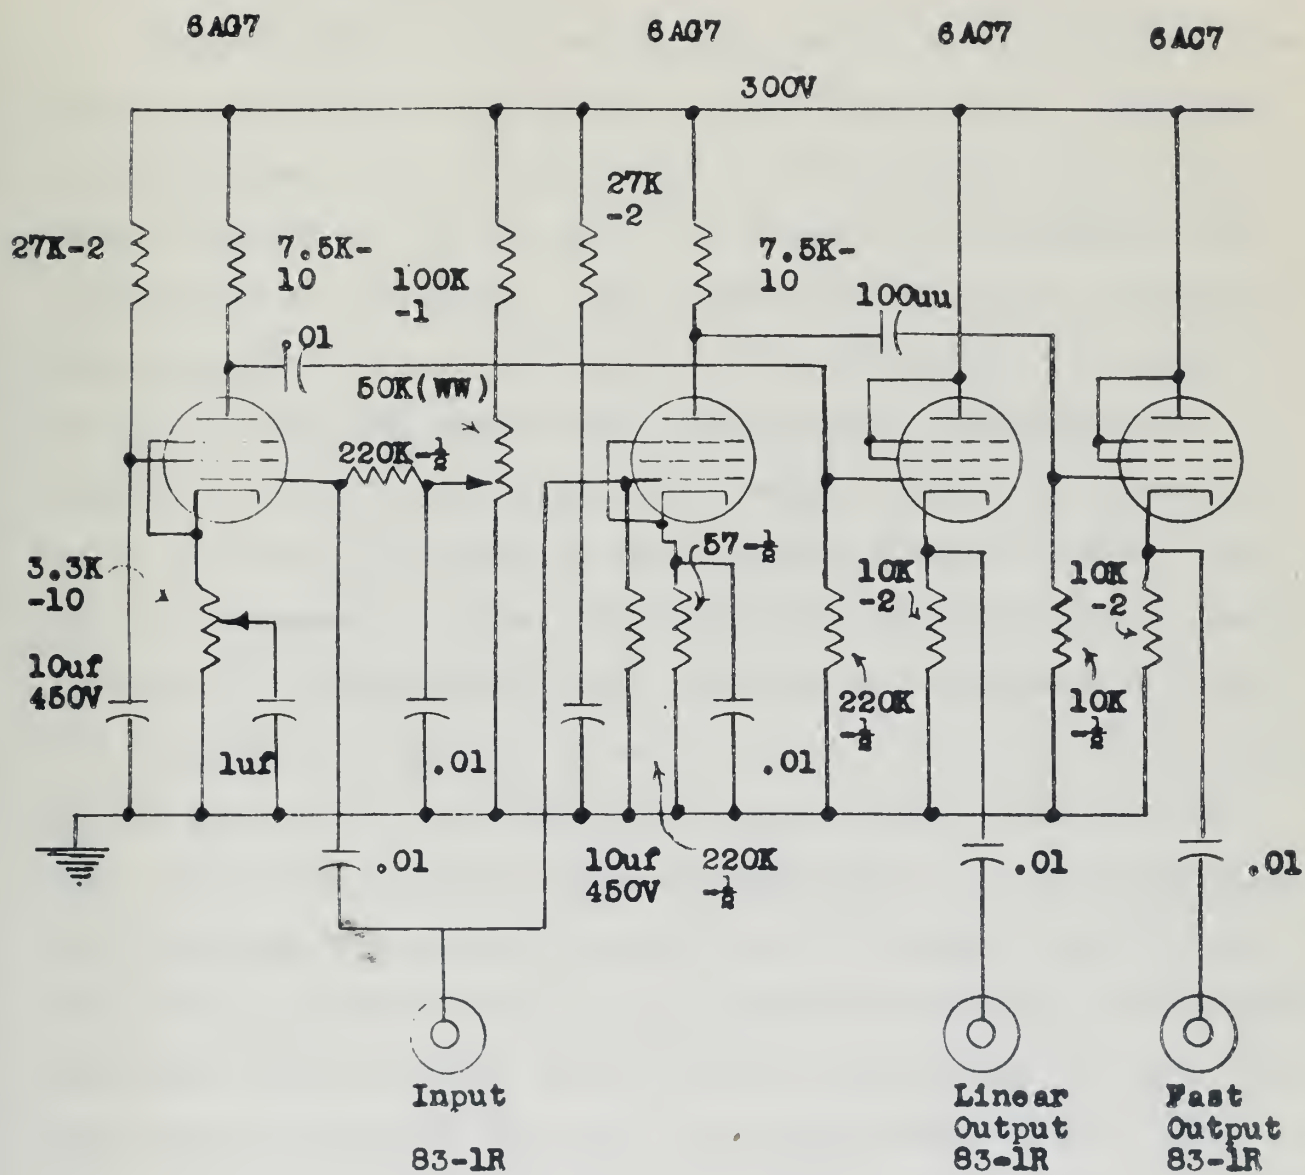 6AG7
6AG7
6AC7
6AC7
300V
27K
-2
27K-2
7.5K-
10
100K
-1
7.5K-
10
100uu
.01
50K(WW)
220K-½
57-½
3.3K
-10
10K
-2
10K
-2
10uf
450V
220K
-½
10K
-½
1uf
.01
.01
.01
10uf
450V
220K
-½
.01
.01
Input
83-1R
Linear
Output
83-1R
Fast
Output
83-1R